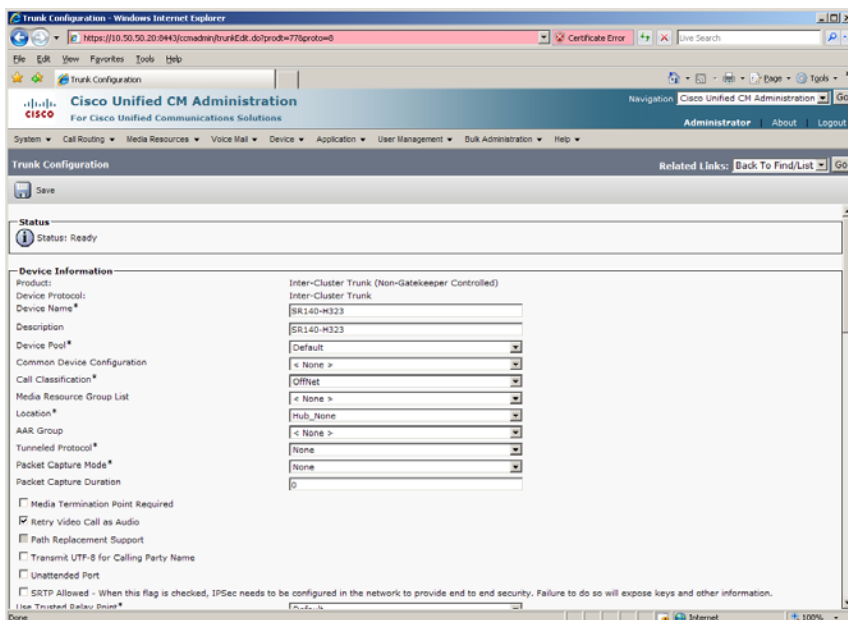 Trunk Configuration - Windows Internet Explorer
https://10.50.50.20:8443/ccmadmin/trunkEdit.do?prodt=77&proto=8
Certificate Error
Live Search
File Edit View Favorites Tools Help
Trunk Configuration
Page Tools
CISCO
Cisco Unified CM Administration
For Cisco Unified Communications Solutions
Navigation Cisco Unified CM Administration Go
Administrator | About | Logout
System Call Routing Media Resources Voice Mail Device Application User Management Bulk Administration Help
Trunk Configuration
Related Links: Back To Find/List Go
Save
Status
Status: Ready
Device Information
Product: Inter-Cluster Trunk (Non-Gatekeeper Controlled)
Device Protocol: Inter-Cluster Trunk
Device Name* SR140-H323
Description SR140-H323
Device Pool* Default
Common Device Configuration < None >
Call Classification* OffNet
Media Resource Group List < None >
Location* Hub_None
AAR Group < None >
Tunneled Protocol* None
Packet Capture Mode* None
Packet Capture Duration 0
Media Termination Point Required
Retry Video Call as Audio
Path Replacement Support
Transmit UTF-8 for Calling Party Name
Unattended Port
SRTP Allowed - When this flag is checked, IPSec needs to be configured in the network to provide end to end security. Failure to do so will expose keys and other information.
Use Trusted Relay Point* Default
Done Internet 100%